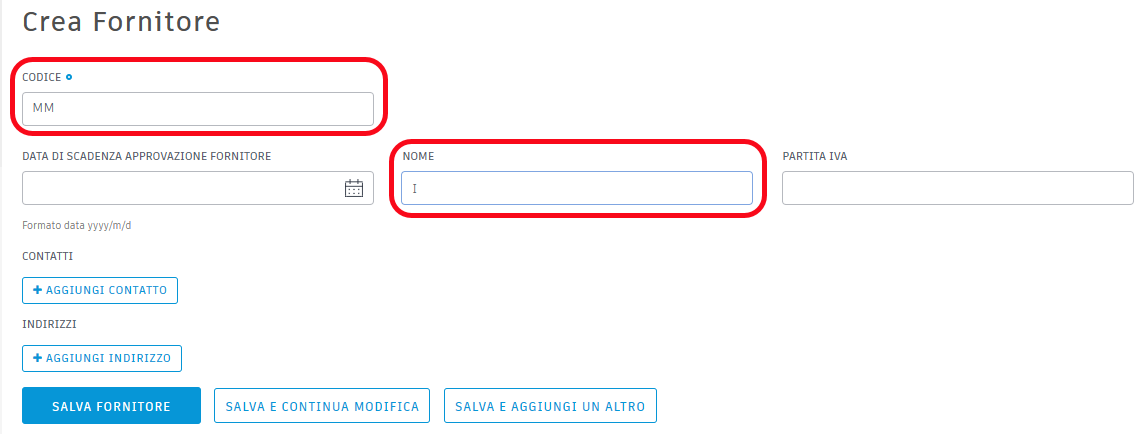 Crea Fornitore
CODICE
MM
DATA DI SCADENZA APPROVAZIONE FORNITORE
NOME
PARTITA IVA
I
Formato data yyyy/m/d
CONTATTI
+ AGGIUNGI CONTATTO
INDIRIZZI
+ AGGIUNGI INDIRIZZO
SALVA FORNITORE
SALVA E CONTINUA MODIFICA
SALVA E AGGIUNGI UN ALTRO